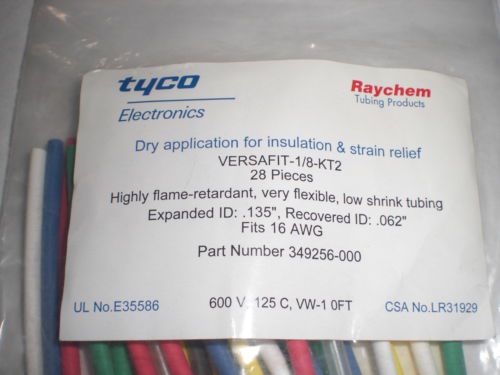 tyco
Electronics
Raychem
Tubing Products
Dry application for insulation & strain relief
VERSAFIT-1/8-KT2
28 Pieces
Highly flame-retardant, very flexible, low shrink tubing
Expanded ID: .135", Recovered ID: .062"
Fits 16 AWG
Part Number 349256-000
UL No.E35586
600 V, 125 C, VW-1 OFT
CSA No.LR31929